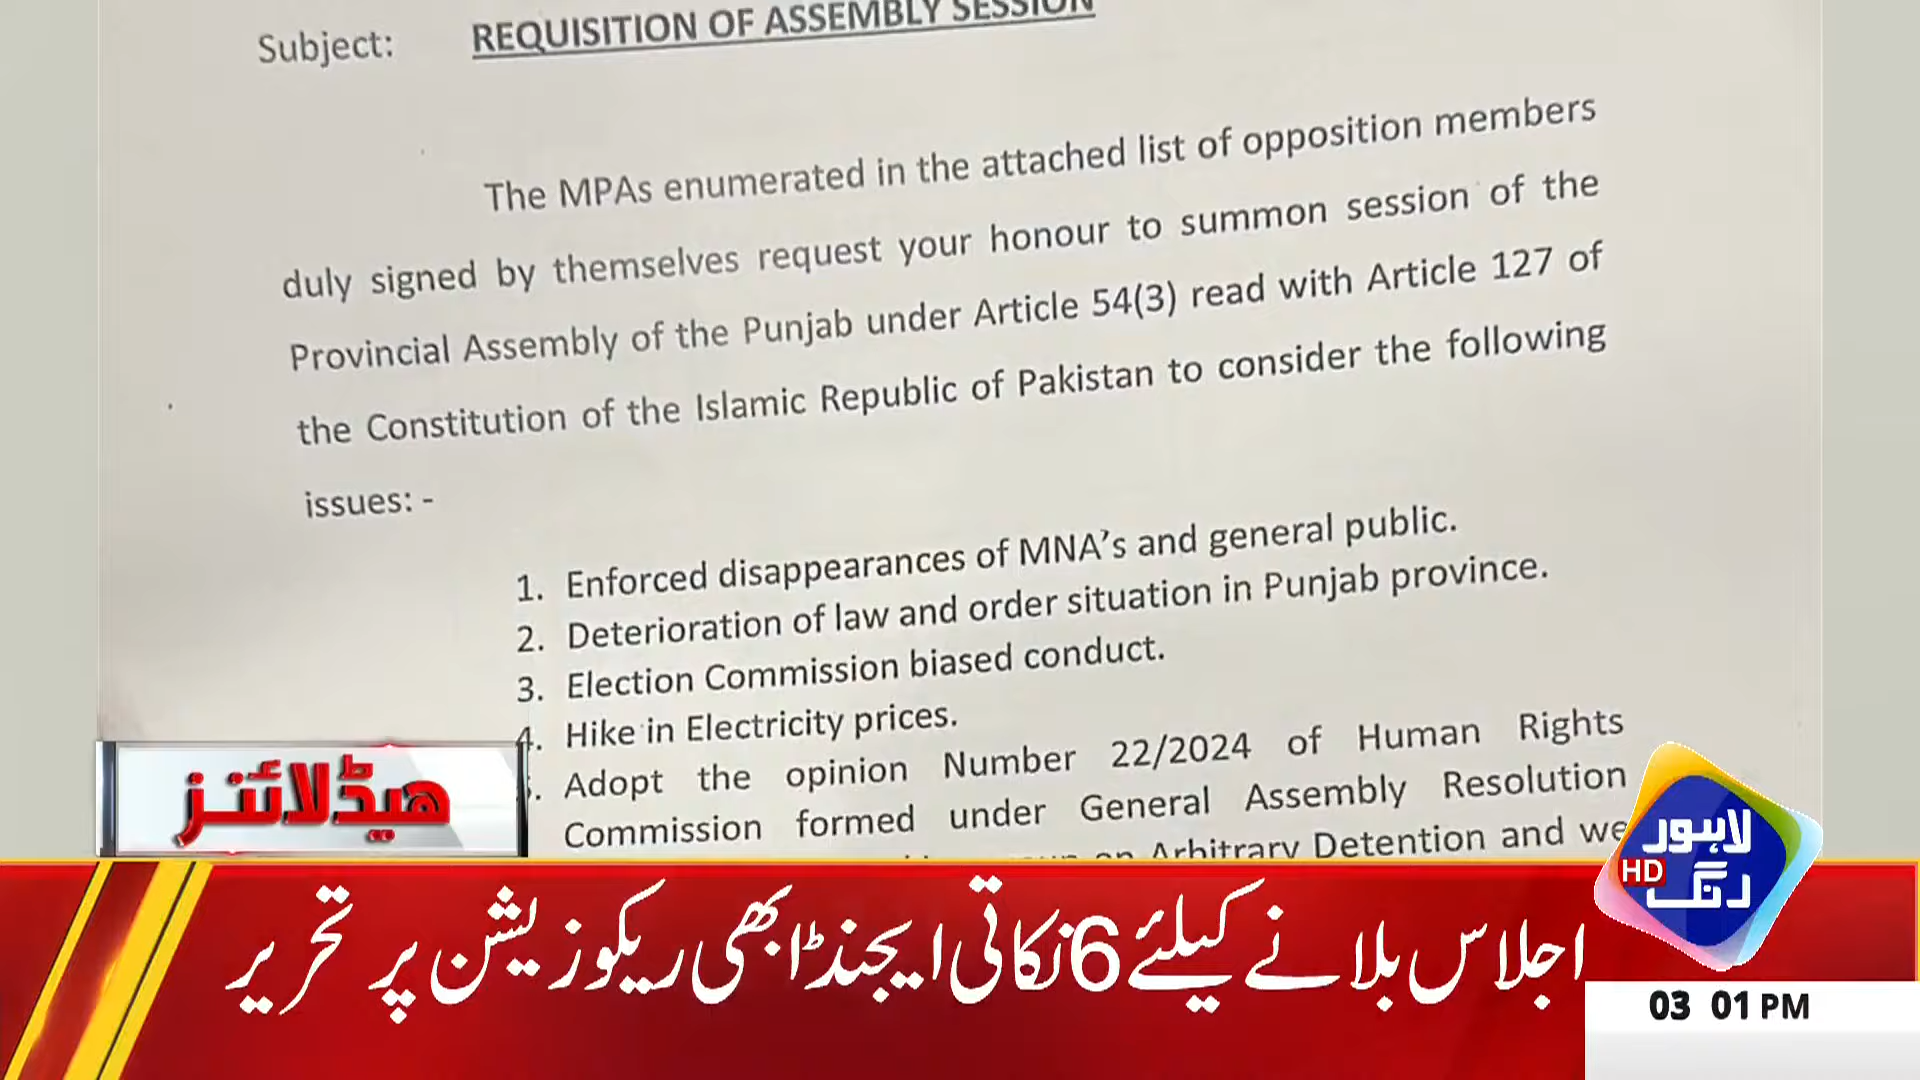 Subject: REQUISITION OF ASSEMBLY SESSION
The MPAs enumerated in the attached list of opposition members
duly signed by themselves request your honour to summon session of the
Provincial Assembly of the Punjab under Article 54(3) read with Article 127 of
the Constitution of the Islamic Republic of Pakistan to consider the following
issues: -
1. Enforced disappearances of MNA’s and general public.
2. Deterioration of law and order situation in Punjab province.
3. Election Commission biased conduct.
4. Hike in Electricity prices.
Adopt the opinion Number 22/2024 of Human Rights
Commission formed under General Assembly Resolution
on Arbitrary Detention and we
ہیڈلائنز
لاہور
HD رنگ
اجلاس بلانے کیلئے 6 نکاتی ایجنڈا بھی ریکوزیشن پر تحریر
03 01 PM